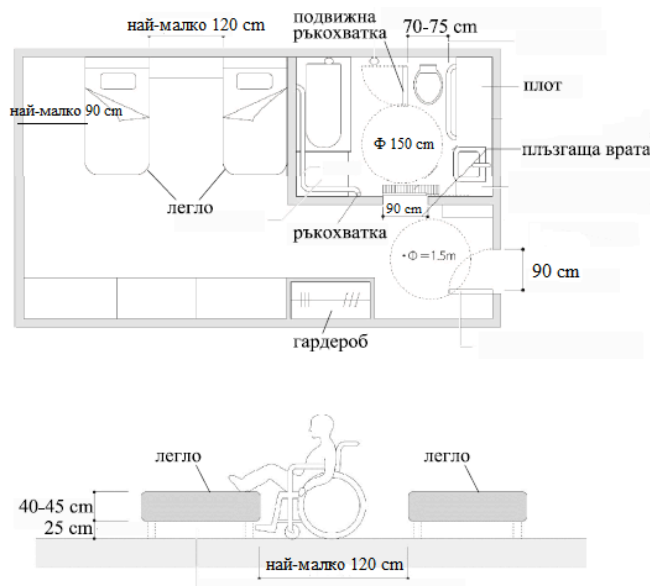 най-малко 120 cm
подвижна
ръкохватка
70-75 cm
плот
най-малко 90 cm
Ф 150 cm
плъзгаща врата
легло
90 cm
ръкохватка
Ф=1.5m
90 cm
гардероб
легло
легло
40-45 cm
25 cm
най-малко 120 cm